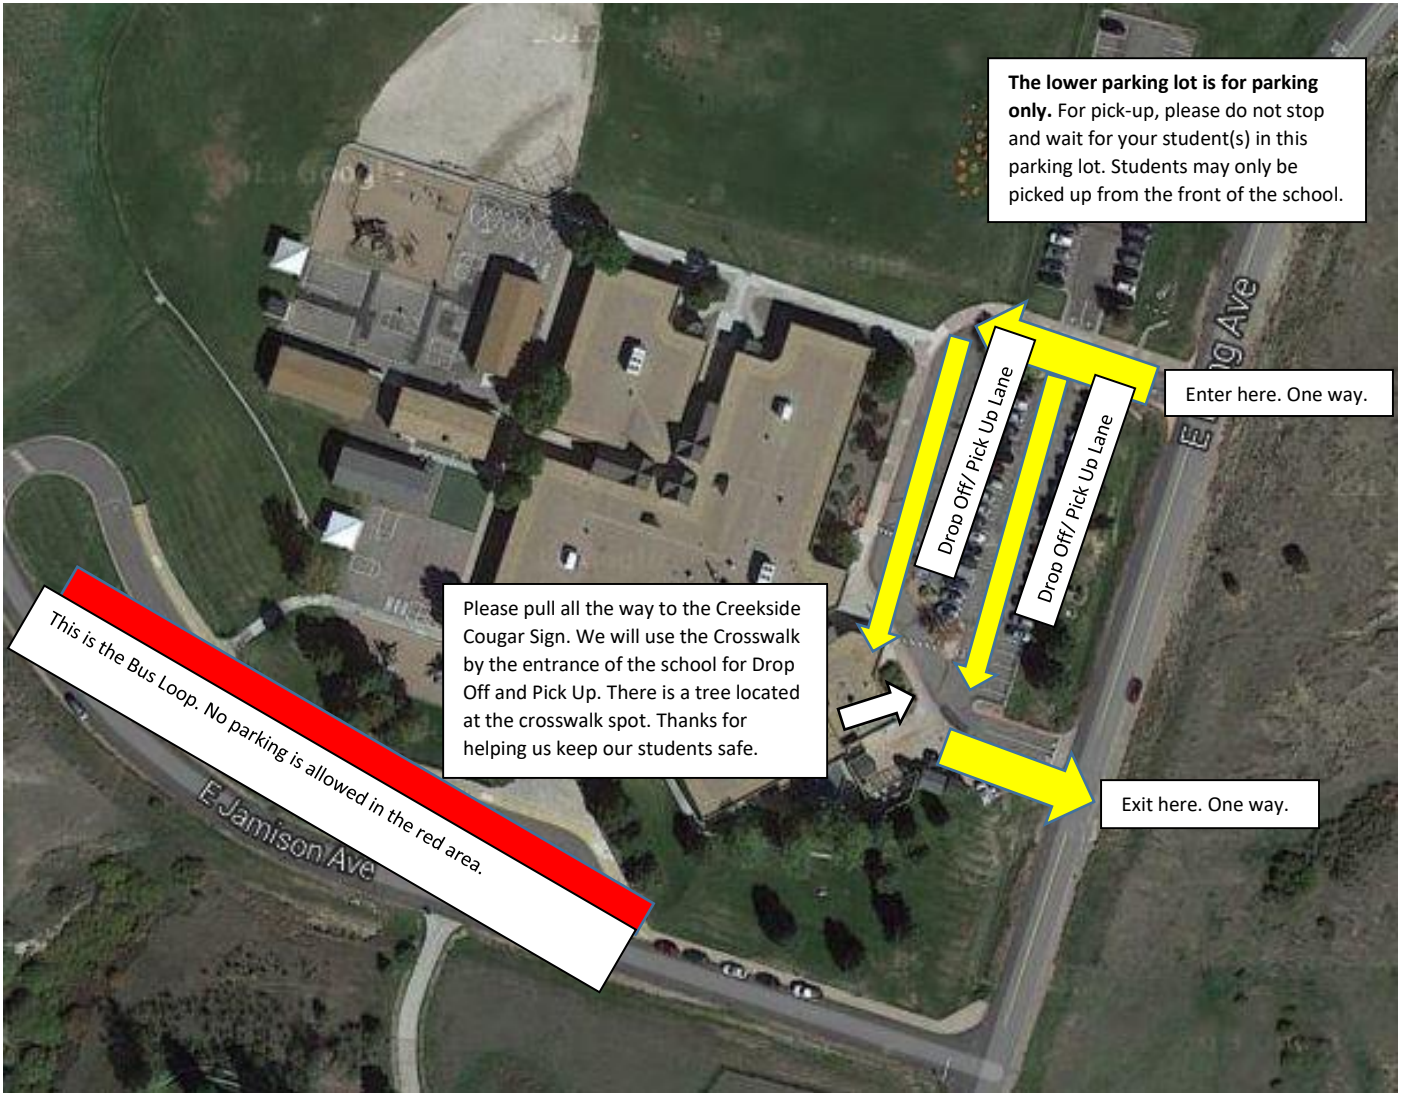 The lower parking lot is for parking
only. For pick-up, please do not stop
and wait for your student(s) in this
parking lot. Students may only be
picked up from the front of the school.
Enter here. One way.
Drop Off/ Pick Up Lane
Drop Off/ Pick Up Lane
Please pull all the way to the Creekside
Cougar Sign. We will use the Crosswalk
by the entrance of the school for Drop
Off and Pick Up. There is a tree located
at the crosswalk spot. Thanks for
helping us keep our students safe.
This is the Bus Loop. No parking is allowed in the red area.
Exit here. One way.
E Jamison Ave
E
Ave